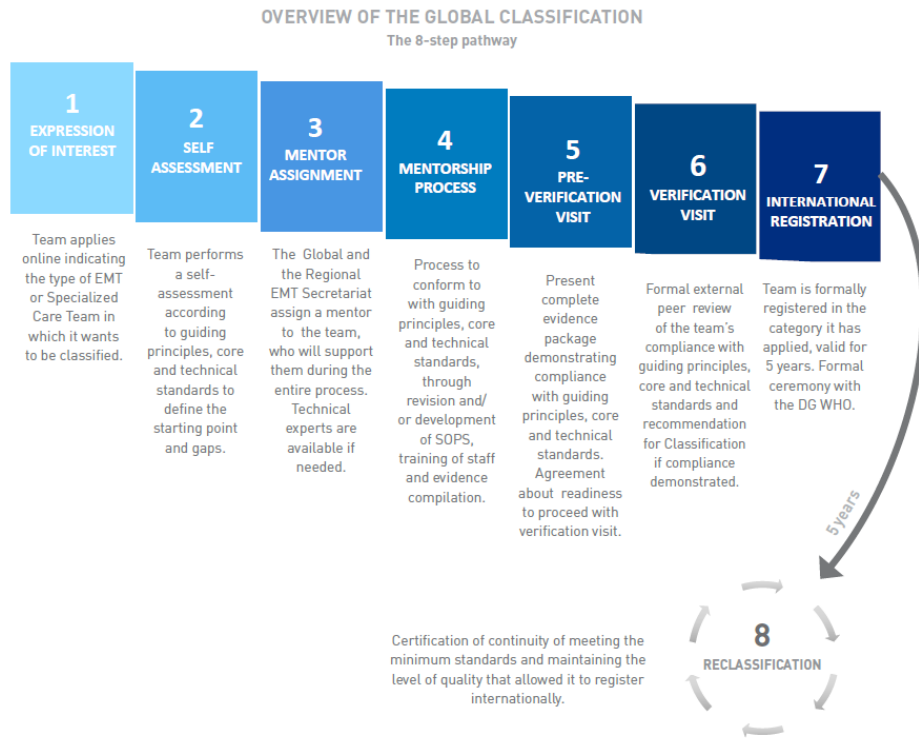 OVERVIEW OF THE GLOBAL CLASSIFICATION
The 8-step pathway
1
EXPRESSION
OF INTEREST
Team applies
online indicating
the type of EMT
or Specialized
Care Team in
which it wants
to be classified.
2
SELF
ASSESSMENT
Team performs
a self-
assessment
according
to guiding
principles, core
and technical
standards to
define the
starting point
and gaps.
3
MENTOR
ASSIGNMENT
The Global and
the Regional
EMT Secretariat
assign a mentor
to the team,
who will support
them during the
entire process.
Technical
experts are
available if
needed.
4
MENTORSHIP
PROCESS
Process to
conform to
with guiding
principles, core
and technical
standards,
through
revision and/
or development
of SOPS,
training of staff
and evidence
compilation.
5
PRE-
VERIFICATION
VISIT
Present
complete
evidence
package
demonstrating
compliance
with guiding
principles, core
and technical
standards.
Agreement
about readiness
to proceed with
verification visit.
6
VERIFICATION
VISIT
Formal external
peer review
of the team's
compliance with
guiding principles,
core and technical
standards and
recommendation
for Classification
if compliance
demonstrated.
7
INTERNATIONAL
REGISTRATION
Team is formally
registered in the
category it has
applied, valid for
5 years. Formal
ceremony with
the DG WHO.
5 years
8
RECLASSIFICATION
Certification of continuity of meeting the
minimum standards and maintaining the
level of quality that allowed it to register
internationally.